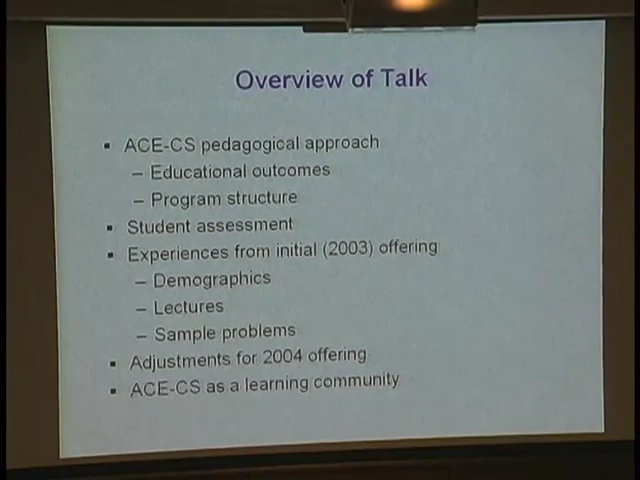 Overview of Talk
▪ ACE-CS pedagogical approach
– Educational outcomes
– Program structure
▪ Student assessment
▪ Experiences from initial (2003) offering
– Demographics
– Lectures
– Sample problems
▪ Adjustments for 2004 offering
▪ ACE-CS as a learning community